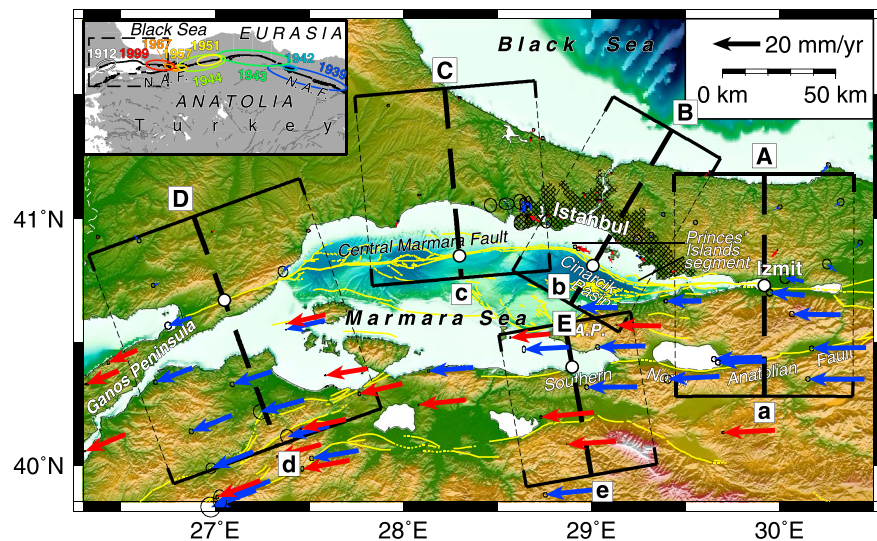 Black Sea
EURASIA
1912
1999
1967
1957
1951
1944
1943
1942
1939
N. A. F.
N. A. F.
ANATOLIA
Turkey
Black Sea
20 mm/yr
0 km
50 km
A
B
C
D
E
a
b
c
d
e
Istanbul
Princes'
Islands
segment
Izmit
Central Marmara Fault
Cinarcik
Basin
Marmara Sea
A.P
Ganos Peninsula
Southern
North
Anatolian
Fault
41°N
40°N
27°E
28°E
29°E
30°E